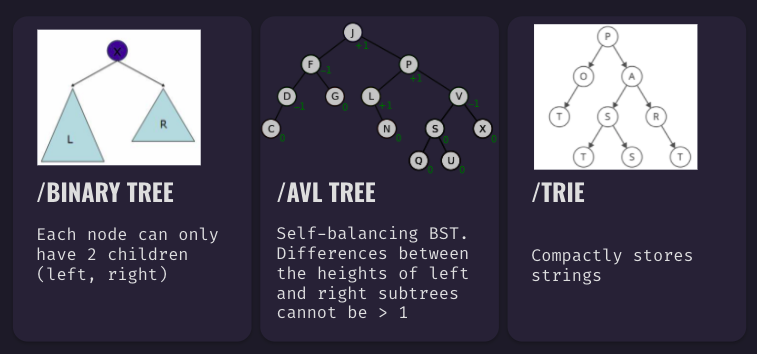 X
L
R
/BINARY TREE
Each node can only
have 2 children
(left, right)
J
+1
F
-1
P
+1
D
-1
G
0
L
+1
V
-1
C
0
N
0
S
0
X
0
Q
0
U
0
/AVL TREE
Self-balancing BST.
Differences between
the heights of left
and right subtrees
cannot be > 1
P
O
A
T
S
R
T
S
T
/TRIE
Compactly stores
strings